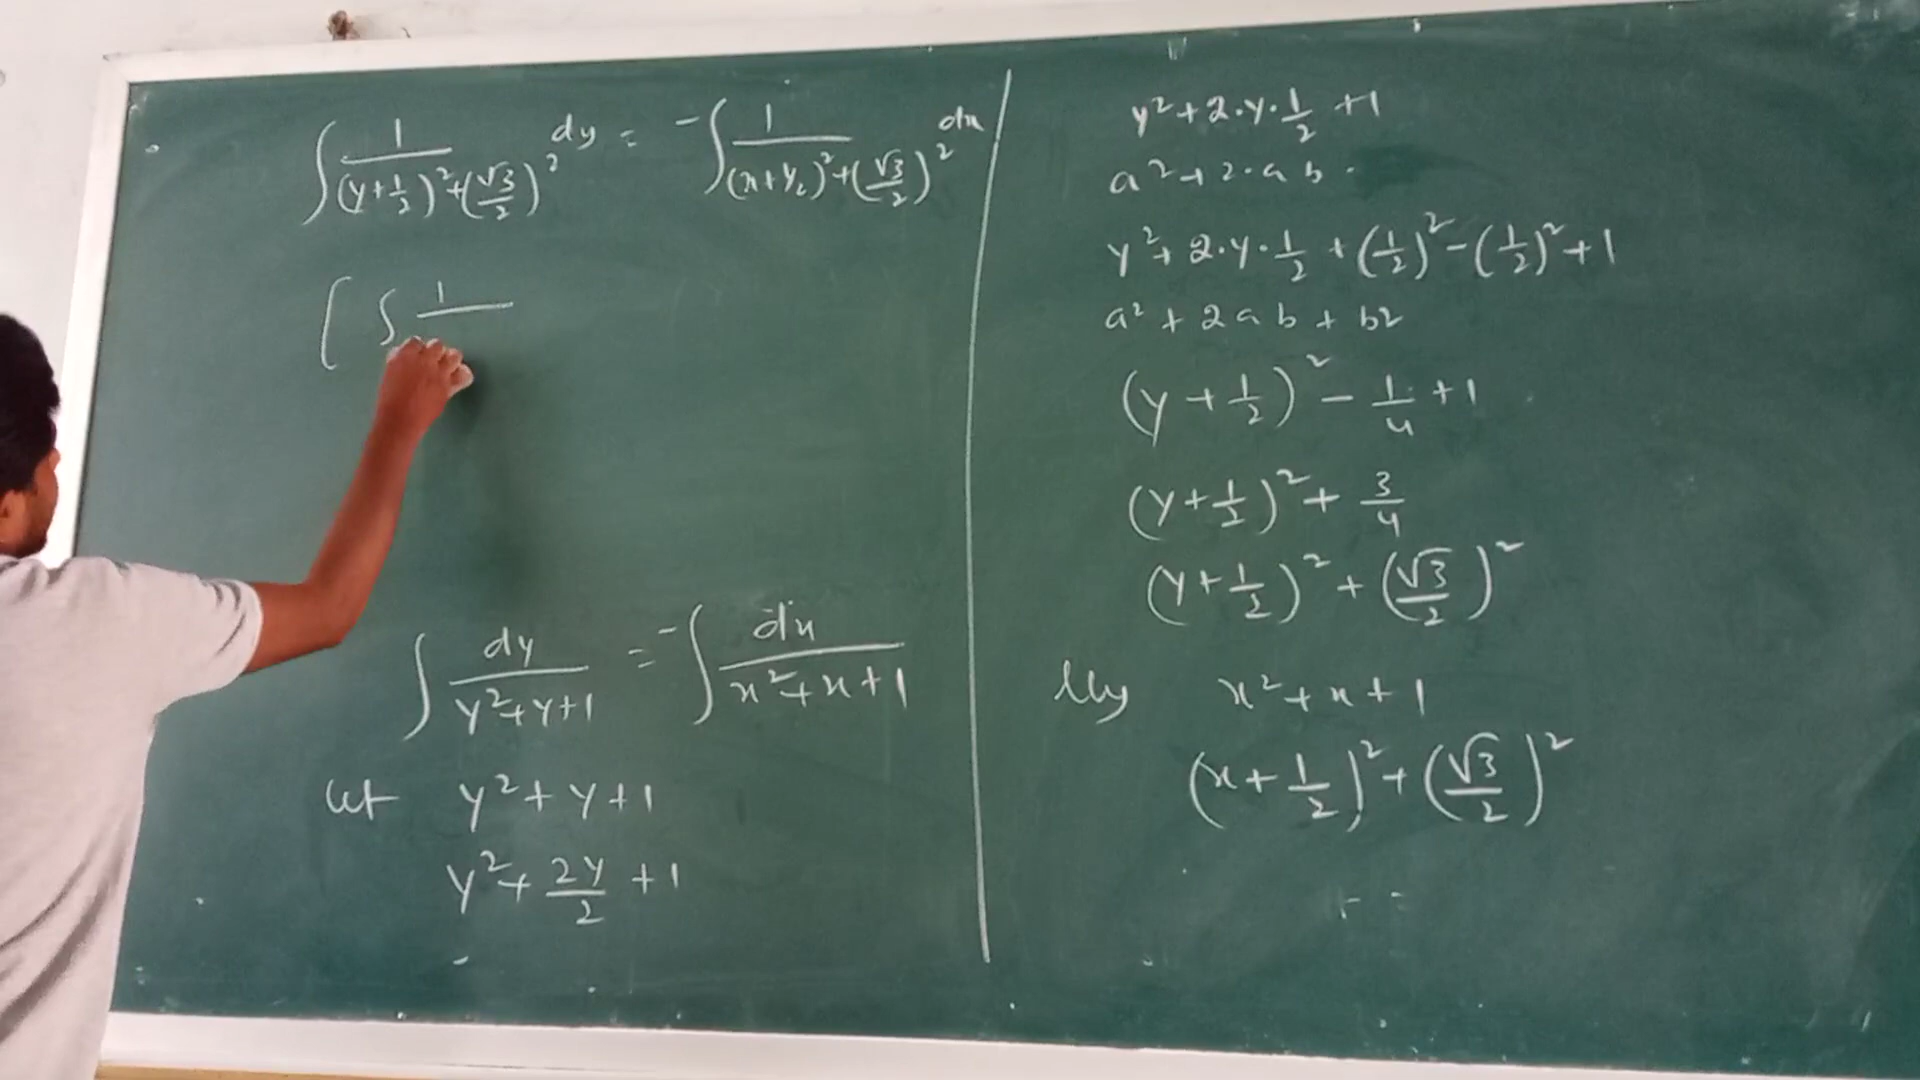 ∫ 1/((y+1/2)²+(√3/2)²) dy = -∫ 1/((x+1/2)²+(√3/2)²) dx
[ ∫ 1/
∫ dy/(y²+y+1) = -∫ dx/(x²+x+1)
let y²+y+1
y²+2y/2+1
y²+2·y·1/2+1
a²+2·a b·
y²+2·y·1/2+(1/2)²-(1/2)²+1
a²+2ab+b2
(y+1/2)²-1/4+1
(y+1/2)²+3/4
(y+1/2)²+(√3/2)²
llly x²+x+1
(x+1/2)²+(√3/2)²